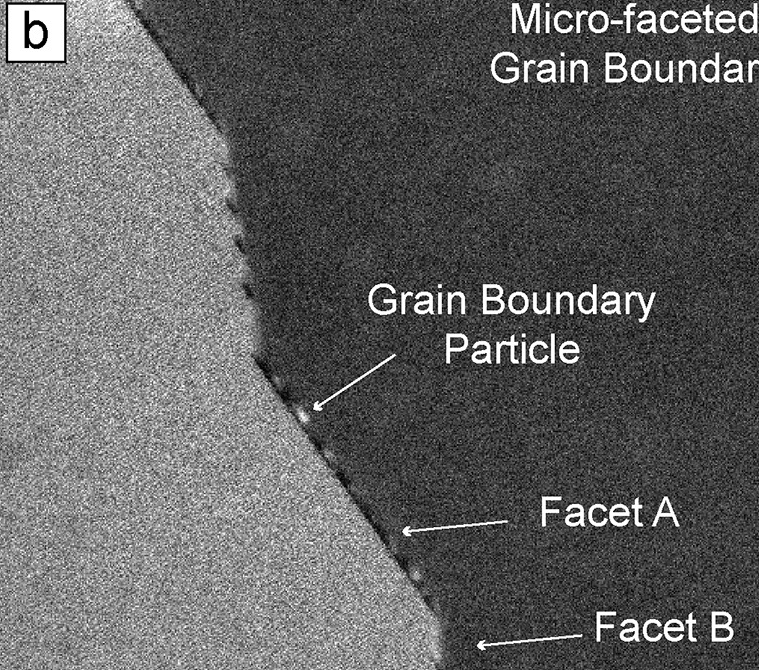 b
Micro-faceted
Grain Boundar
Grain Boundary
Particle
Facet A
Facet B